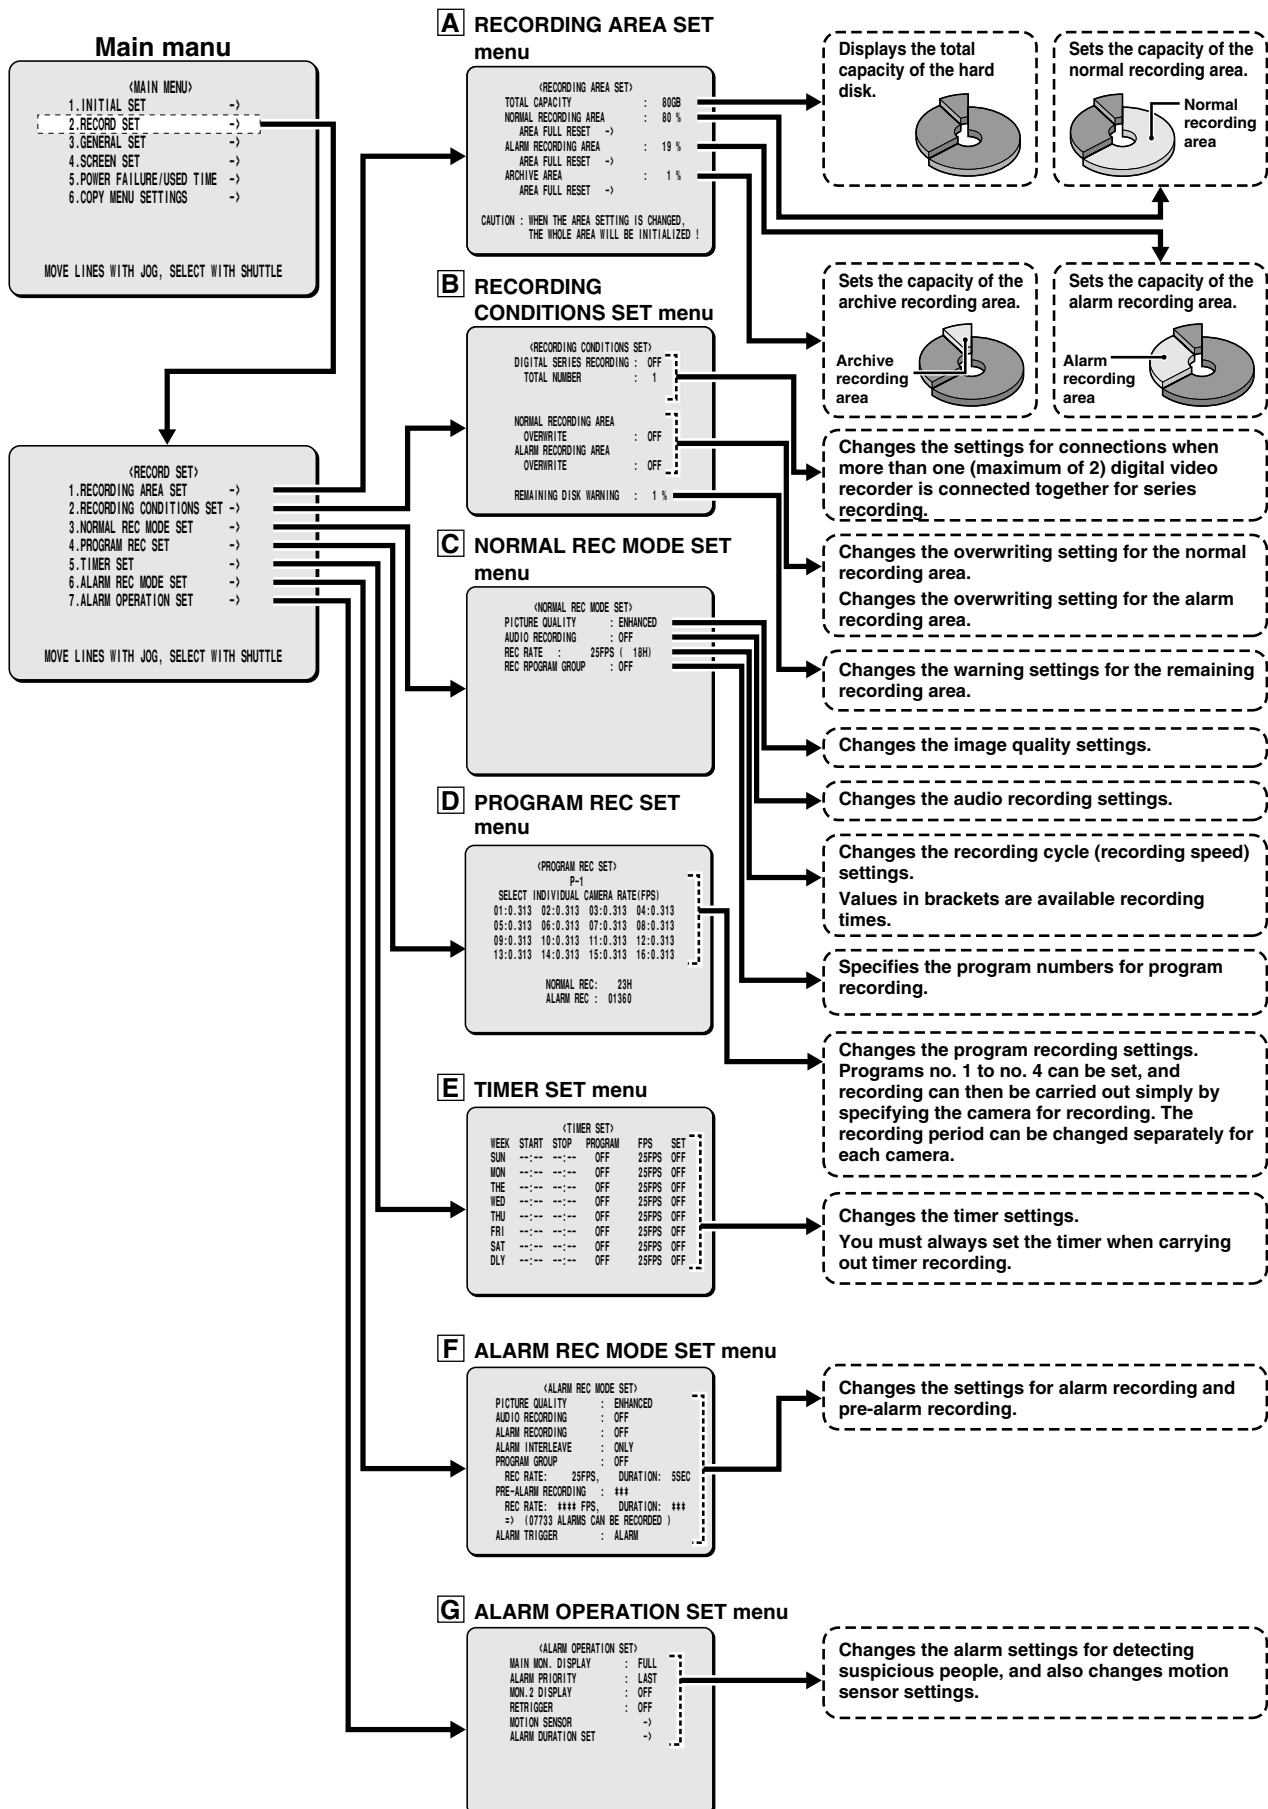 Main manu
<MAIN MENU>
1.INITIAL SET ->
2.RECORD SET ->
3.GENERAL SET ->
4.SCREEN SET ->
5.POWER FAILURE/USED TIME ->
6.COPY MENU SETTINGS ->
MOVE LINES WITH JOG, SELECT WITH SHUTTLE
<RECORD SET>
1.RECORDING AREA SET ->
2.RECORDING CONDITIONS SET ->
3.NORMAL REC MODE SET ->
4.PROGRAM REC SET ->
5.TIMER SET ->
6.ALARM REC MODE SET ->
7.ALARM OPERATION SET ->
MOVE LINES WITH JOG, SELECT WITH SHUTTLE
A RECORDING AREA SET
menu
<RECORDING AREA SET>
TOTAL CAPACITY : 80GB
NORMAL RECORDING AREA : 80 %
AREA FULL RESET ->
ALARM RECORDING AREA : 19 %
AREA FULL RESET ->
ARCHIVE AREA : 1 %
AREA FULL RESET ->
CAUTION : WHEN THE AREA SETTING IS CHANGED,
THE WHOLE AREA WILL BE INITIALIZED !
Displays the total
capacity of the hard
disk.
Sets the capacity of the
normal recording area.
Normal
recording
area
Sets the capacity of the
archive recording area.
Archive
recording
area
Sets the capacity of the
alarm recording area.
Alarm
recording
area
B RECORDING
CONDITIONS SET menu
<RECORDING CONDITIONS SET>
DIGITAL SERIES RECORDING : OFF
TOTAL NUMBER : 1
NORMAL RECORDING AREA
OVERWRITE : OFF
ALARM RECORDING AREA
OVERWRITE : OFF
REMAINING DISK WARNING : 1 %
Changes the settings for connections when
more than one (maximum of 2) digital video
recorder is connected together for series
recording.
Changes the overwriting setting for the normal
recording area.
Changes the overwriting setting for the alarm
recording area.
Changes the warning settings for the remaining
recording area.
C NORMAL REC MODE SET
menu
<NORMAL REC MODE SET>
PICTURE QUALITY : ENHANCED
AUDIO RECORDING : OFF
REC RATE : 25FPS ( 18H)
REC RPOGRAM GROUP : OFF
Changes the image quality settings.
Changes the audio recording settings.
Changes the recording cycle (recording speed)
settings.
Values in brackets are available recording
times.
Specifies the program numbers for program
recording.
D PROGRAM REC SET
menu
<PROGRAM REC SET>
P-1
SELECT INDIVIDUAL CAMERA RATE(FPS)
01:0.313 02:0.313 03:0.313 04:0.313
05:0.313 06:0.313 07:0.313 08:0.313
09:0.313 10:0.313 11:0.313 12:0.313
13:0.313 14:0.313 15:0.313 16:0.313
NORMAL REC: 23H
ALARM REC : 01360
Changes the program recording settings.
Programs no. 1 to no. 4 can be set, and
recording can then be carried out simply by
specifying the camera for recording. The
recording period can be changed separately for
each camera.
E TIMER SET menu
<TIMER SET>
WEEK START STOP PROGRAM FPS SET
SUN --:-- --:-- OFF 25FPS OFF
MON --:-- --:-- OFF 25FPS OFF
THE --:-- --:-- OFF 25FPS OFF
WED --:-- --:-- OFF 25FPS OFF
THU --:-- --:-- OFF 25FPS OFF
FRI --:-- --:-- OFF 25FPS OFF
SAT --:-- --:-- OFF 25FPS OFF
DLY --:-- --:-- OFF 25FPS OFF
Changes the timer settings.
You must always set the timer when carrying
out timer recording.
F ALARM REC MODE SET menu
<ALARM REC MODE SET>
PICTURE QUALITY : ENHANCED
AUDIO RECORDING : OFF
ALARM RECORDING : OFF
ALARM INTERLEAVE : ONLY
PROGRAM GROUP : OFF
REC RATE: 25FPS, DURATION: 5SEC
PRE-ALARM RECORDING : ***
REC RATE: **** FPS, DURATION: ***
=> (07733 ALARMS CAN BE RECORDED )
ALARM TRIGGER : ALARM
Changes the settings for alarm recording and
pre-alarm recording.
G ALARM OPERATION SET menu
<ALARM OPERATION SET>
MAIN MON. DISPLAY : FULL
ALARM PRIORITY : LAST
MON.2 DISPLAY : OFF
RETRIGGER : OFF
MOTION SENSOR ->
ALARM DURATION SET ->
Changes the alarm settings for detecting
suspicious people, and also changes motion
sensor settings.